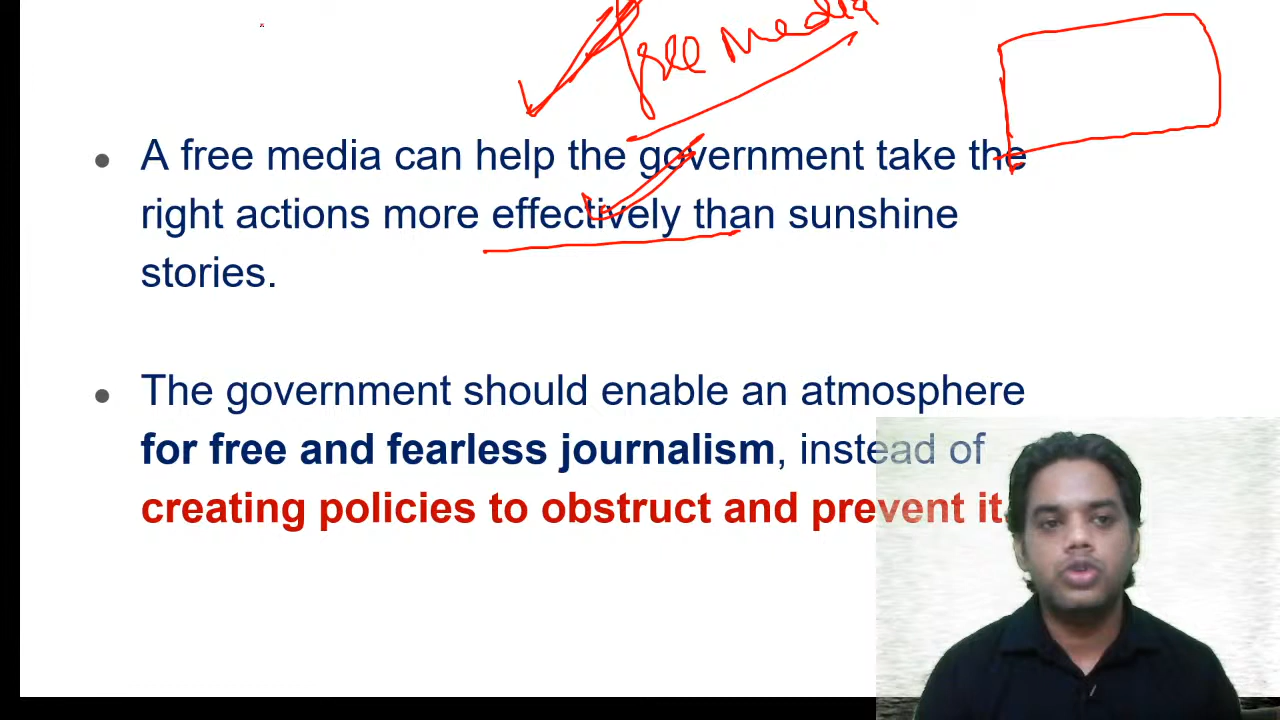 free Media
A free media can help the government take the
right actions more effectively than sunshine
stories.
The government should enable an atmosphere
for free and fearless journalism, instead of
creating policies to obstruct and prevent it.